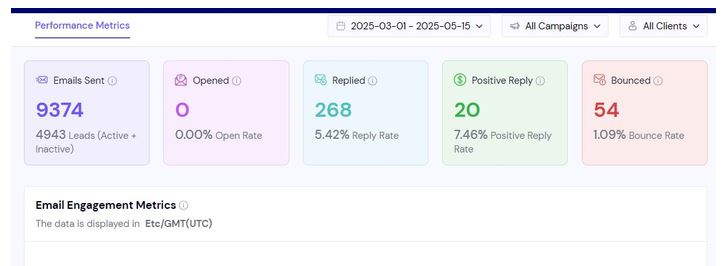 Performance Metrics
2025-03-01 - 2025-05-15
All Campaigns
All Clients
Emails Sent
9374
4943 Leads (Active +
Inactive)
Opened
0
0.00% Open Rate
Replied
268
5.42% Reply Rate
Positive Reply
20
7.46% Positive Reply
Rate
Bounced
54
1.09% Bounce Rate
Email Engagement Metrics
The data is displayed in Etc/GMT(UTC)